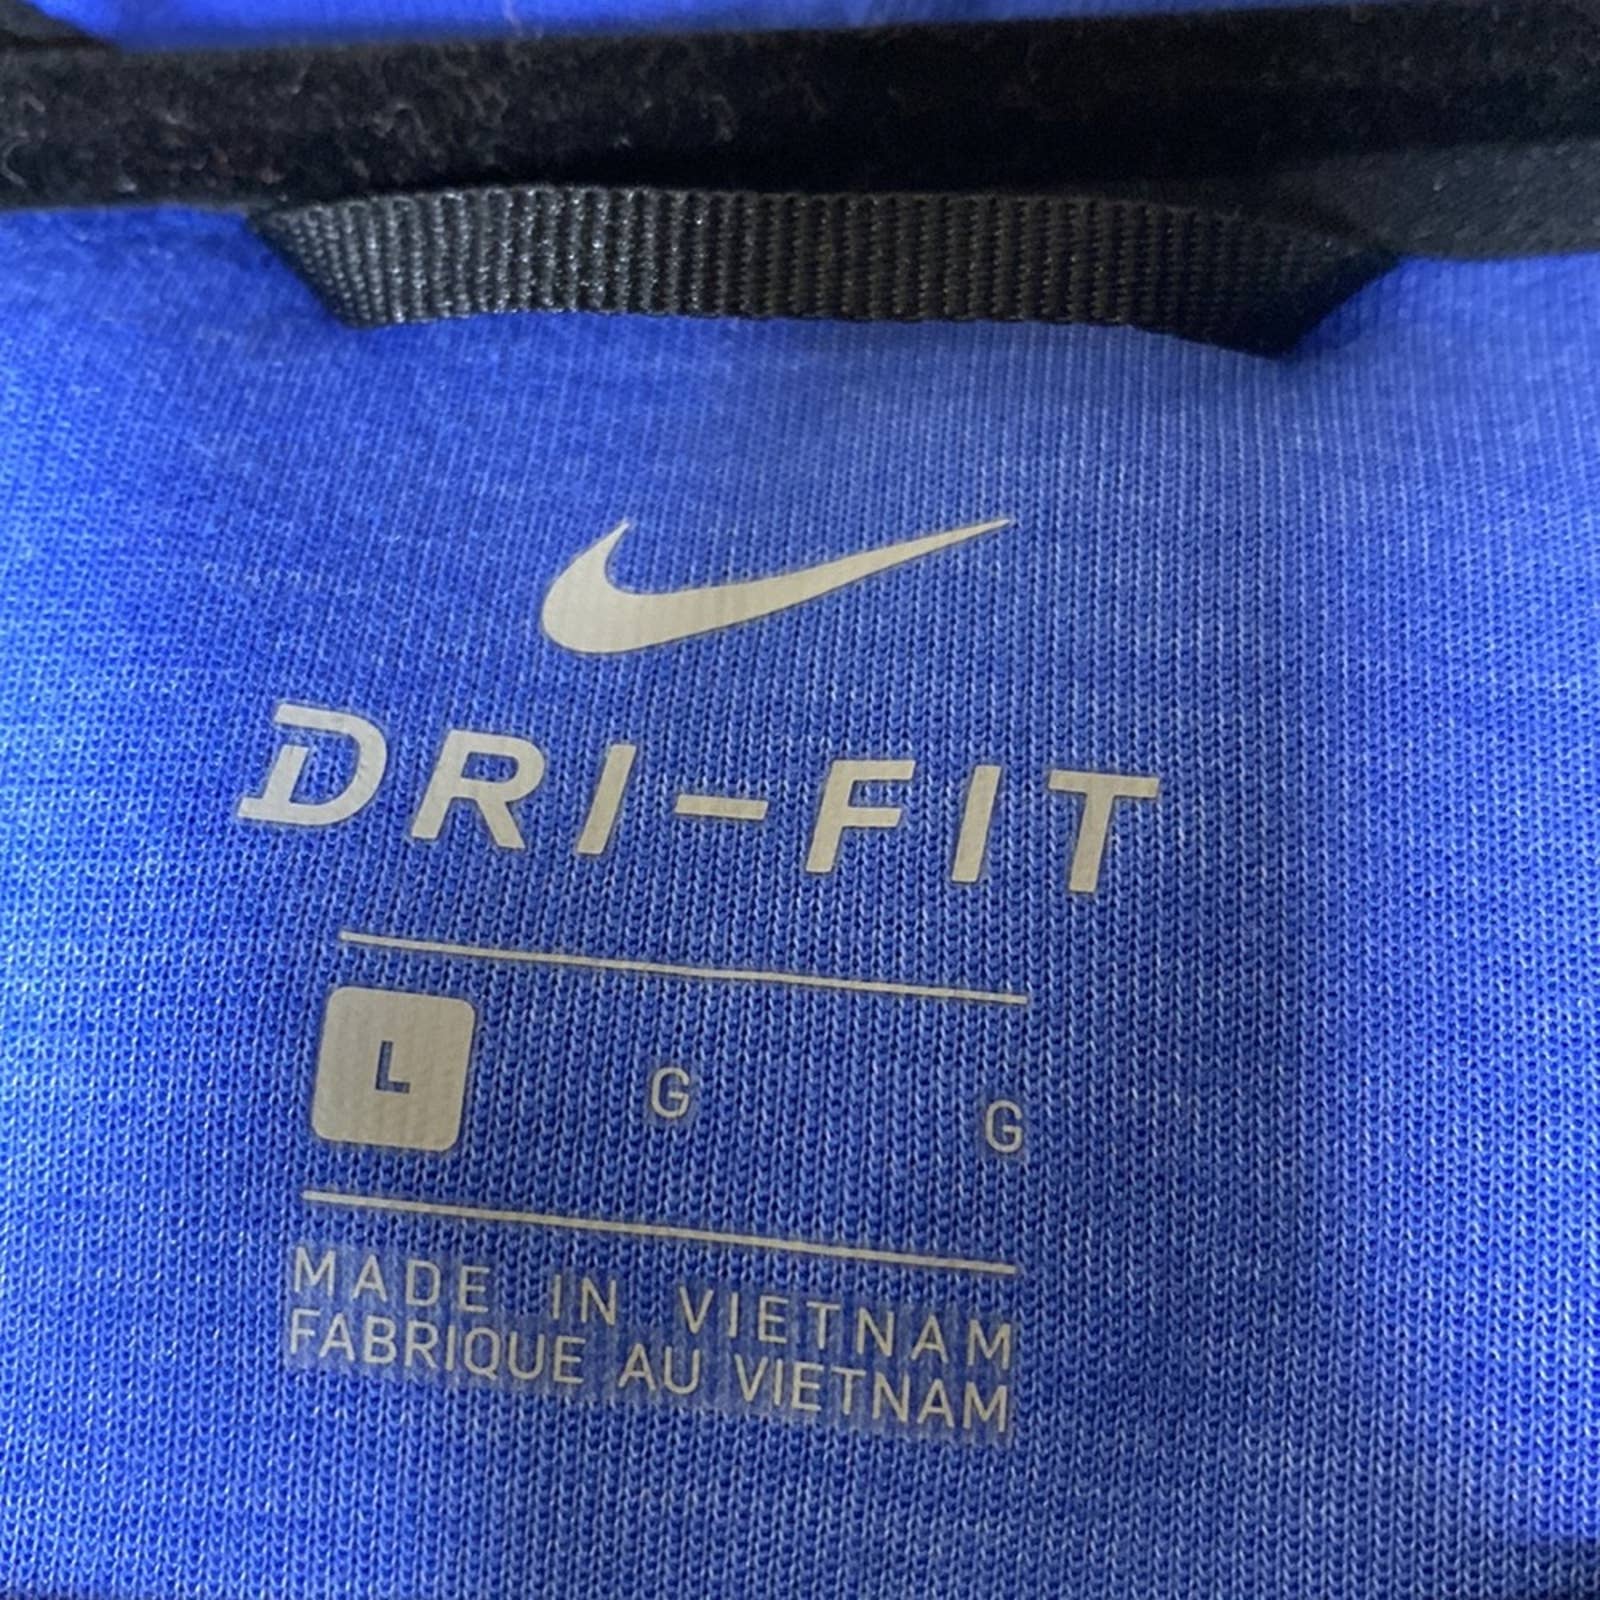 DRI-FIT
L G G
MADE IN VIETNAM
FABRIQUE AU VIETNAM